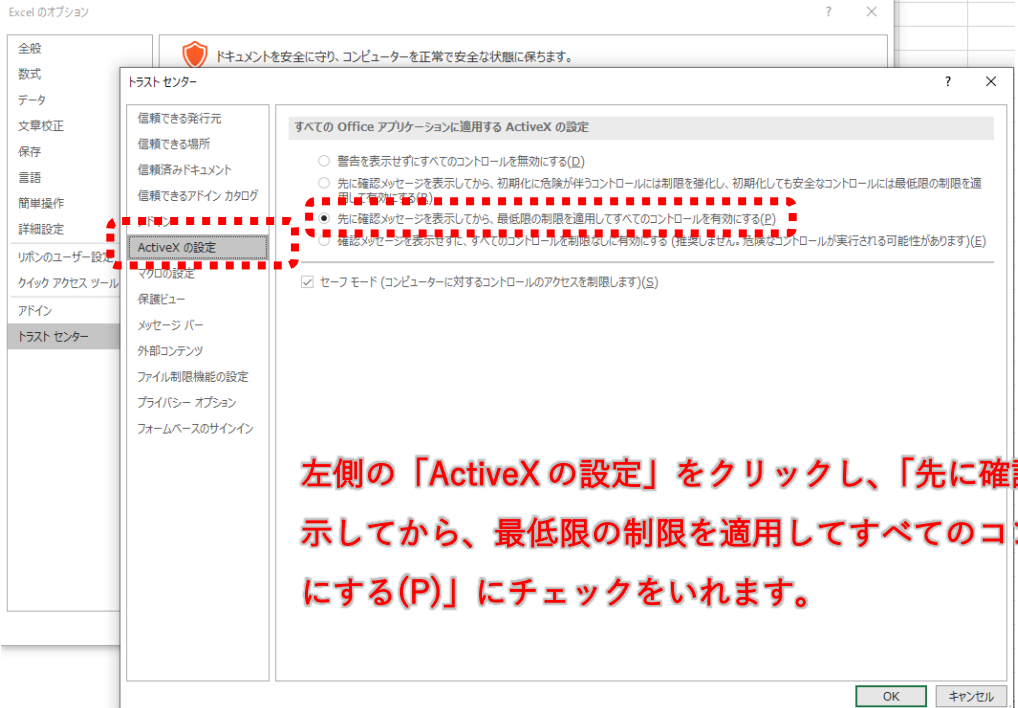 Excel のオプション
? ×
全般
数式
データ
文章校正
保存
言語
簡単操作
詳細設定
リボンのユーザー設定
クイック アクセス ツール
アドイン
トラスト センター
ドキュメントを安全に守り、コンピューターを正常で安全な状態に保ちます。
トラスト センター
? ×
信頼できる発行元
信頼できる場所
信頼済みドキュメント
信頼できるアドイン カタログ
アドイン
ActiveX の設定
マクロの設定
保護ビュー
メッセージ バー
外部コンテンツ
ファイル制限機能の設定
プライバシー オプション
フォームベースのサインイン
すべての Office アプリケーションに適用する ActiveX の設定
警告を表示せずにすべてのコントロールを無効にする(D)
先に確認メッセージを表示してから、初期化に危険が伴うコントロールには制限を強化し、初期化しても安全なコントロールには最低限の制限を適
用して有効にする(R)
先に確認メッセージを表示してから、最低限の制限を適用してすべてのコントロールを有効にする(P)
確認メッセージを表示せずに、すべてのコントロールを制限なしに有効にする (推奨しません。危険なコントロールが実行される可能性があります)(E)
セーフ モード (コンピューターに対するコントロールのアクセスを制限します)(S)
左側の「ActiveX の設定」をクリックし、「先に確
示してから、最低限の制限を適用してすべてのコン
にする(P)」にチェックをいれます。
OK
キャンセル